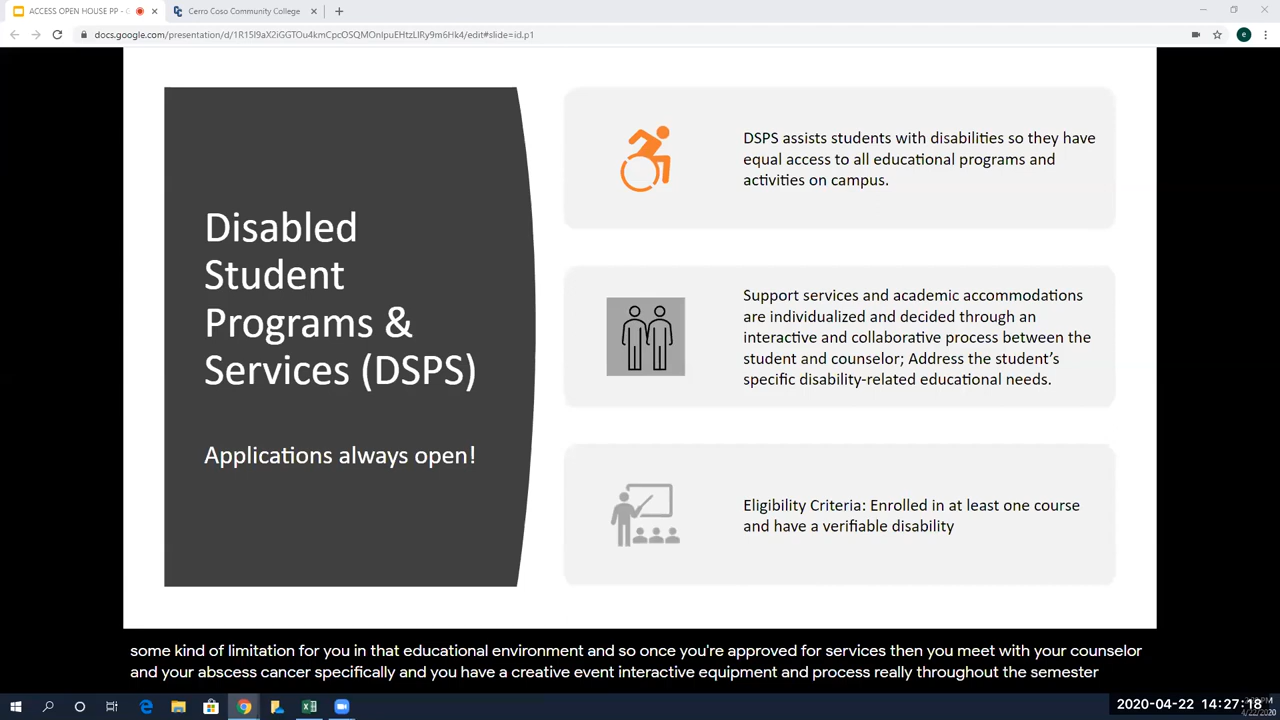 ACCESS OPEN HOUSE PP - 
Cerro Coso Community College
docs.google.com/presentation/d/1R15I9aX2iGGTOu4kmCpcOSQMOnIpuEHtzLlRy9m6Hk4/edit#slide=id.p1
Disabled
Student
Programs &
Services (DSPS)
Applications always open!
DSPS assists students with disabilities so they have
equal access to all educational programs and
activities on campus.
Support services and academic accommodations
are individualized and decided through an
interactive and collaborative process between the
student and counselor; Address the student’s
specific disability-related educational needs.
Eligibility Criteria: Enrolled in at least one course
and have a verifiable disability
some kind of limitation for you in that educational environment and so once you're approved for services then you meet with your counselor
and your abscess cancer specifically and you have a creative event interactive equipment and process really throughout the semester
2020-04-22 14:27:18